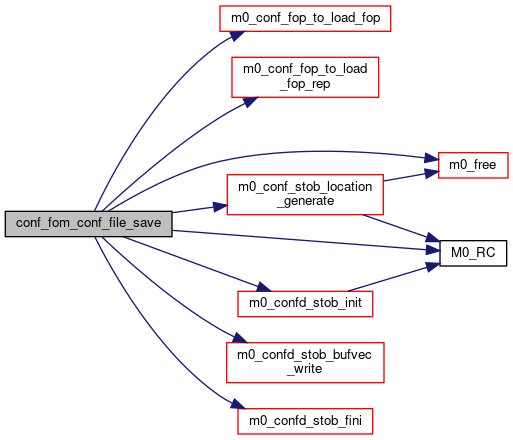 m0_conf_fop_to_load_fop
m0_conf_fop_to_load
_fop_rep
m0_free
m0_conf_stob_location
_generate
conf_fom_conf_file_save
M0_RC
m0_confd_stob_init
m0_confd_stob_bufvec
_write
m0_confd_stob_fini